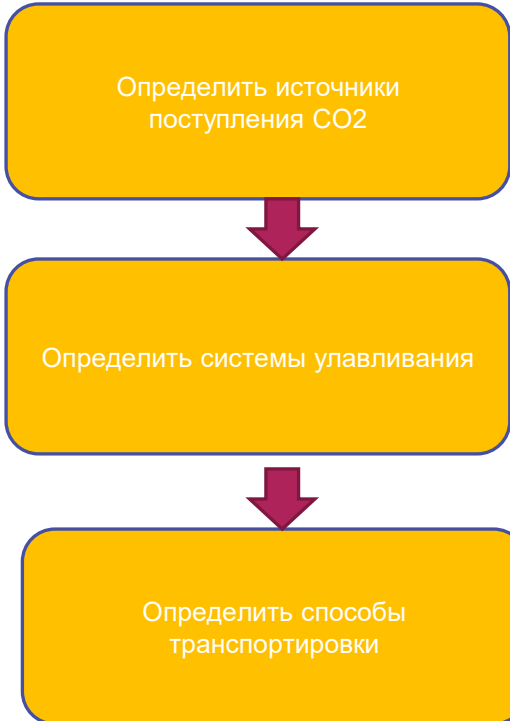 Определить источники
поступления СО2
Определить системы улавливания
Определить способы
транспортировки